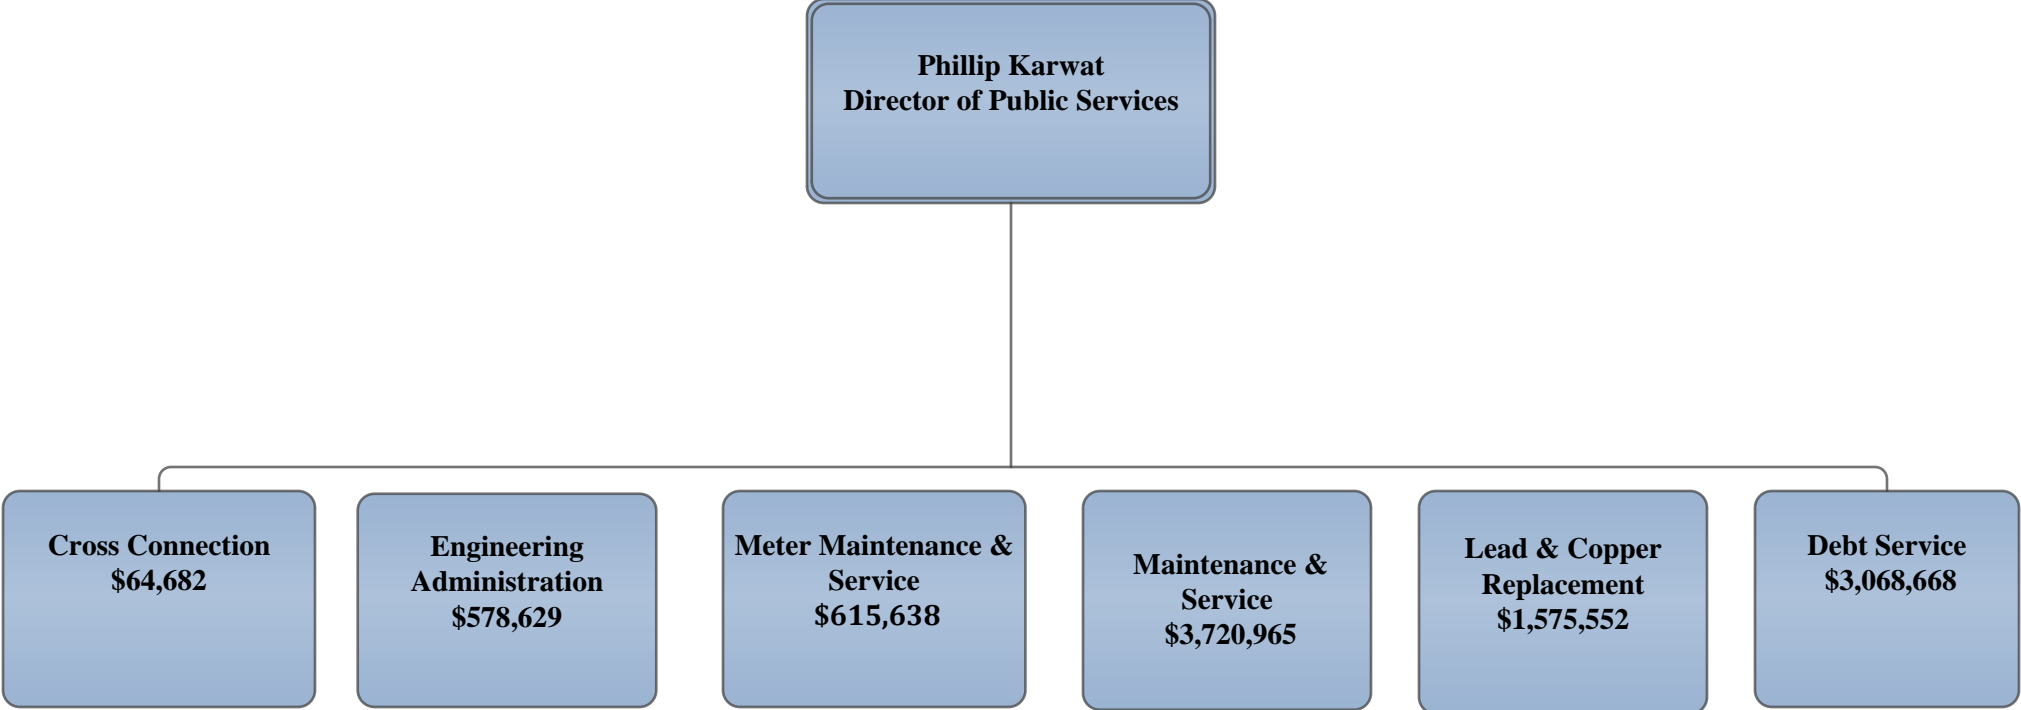 Phillip Karwat
Director of Public Services
Cross Connection
$64,682
Engineering
Administration
$578,629
Meter Maintenance &
Service
$615,638
Maintenance &
Service
$3,720,965
Lead & Copper
Replacement
$1,575,552
Debt Service
$3,068,668